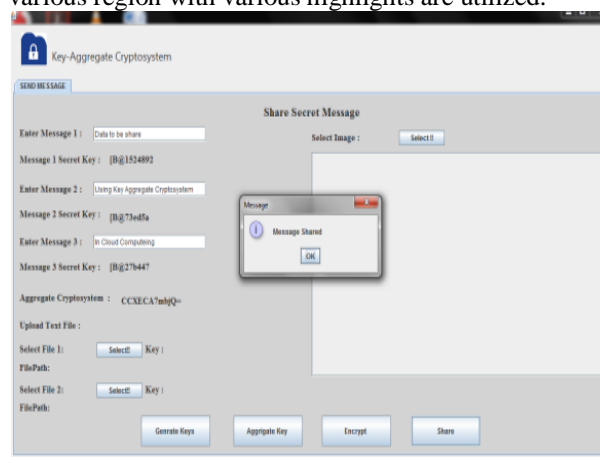 various region with various highlights are utilized.
Key-Aggregate Cryptosystem
SEND MESSAGE
Share Secret Message
Enter Message 1 : Data to be share
Select Image : Select !!
Message 1 Secret Key : [B@1524892
Enter Message 2 : Using Key Aggregate Cryptosystem
Message 2 Secret Key : [B@73ed5a
Message
Message Shared
OK
Enter Message 3 : In Cloud Computeing
Message 3 Secret Key : [B@27b447
Aggregate Cryptosystem : CCXECA7mbjQ=
Upload Text File :
Select File 1: Select!! Key :
FilePath:
Select File 2: Select!! Key :
FilePath:
Genrate Keys Aggripate Key Encrypt Share